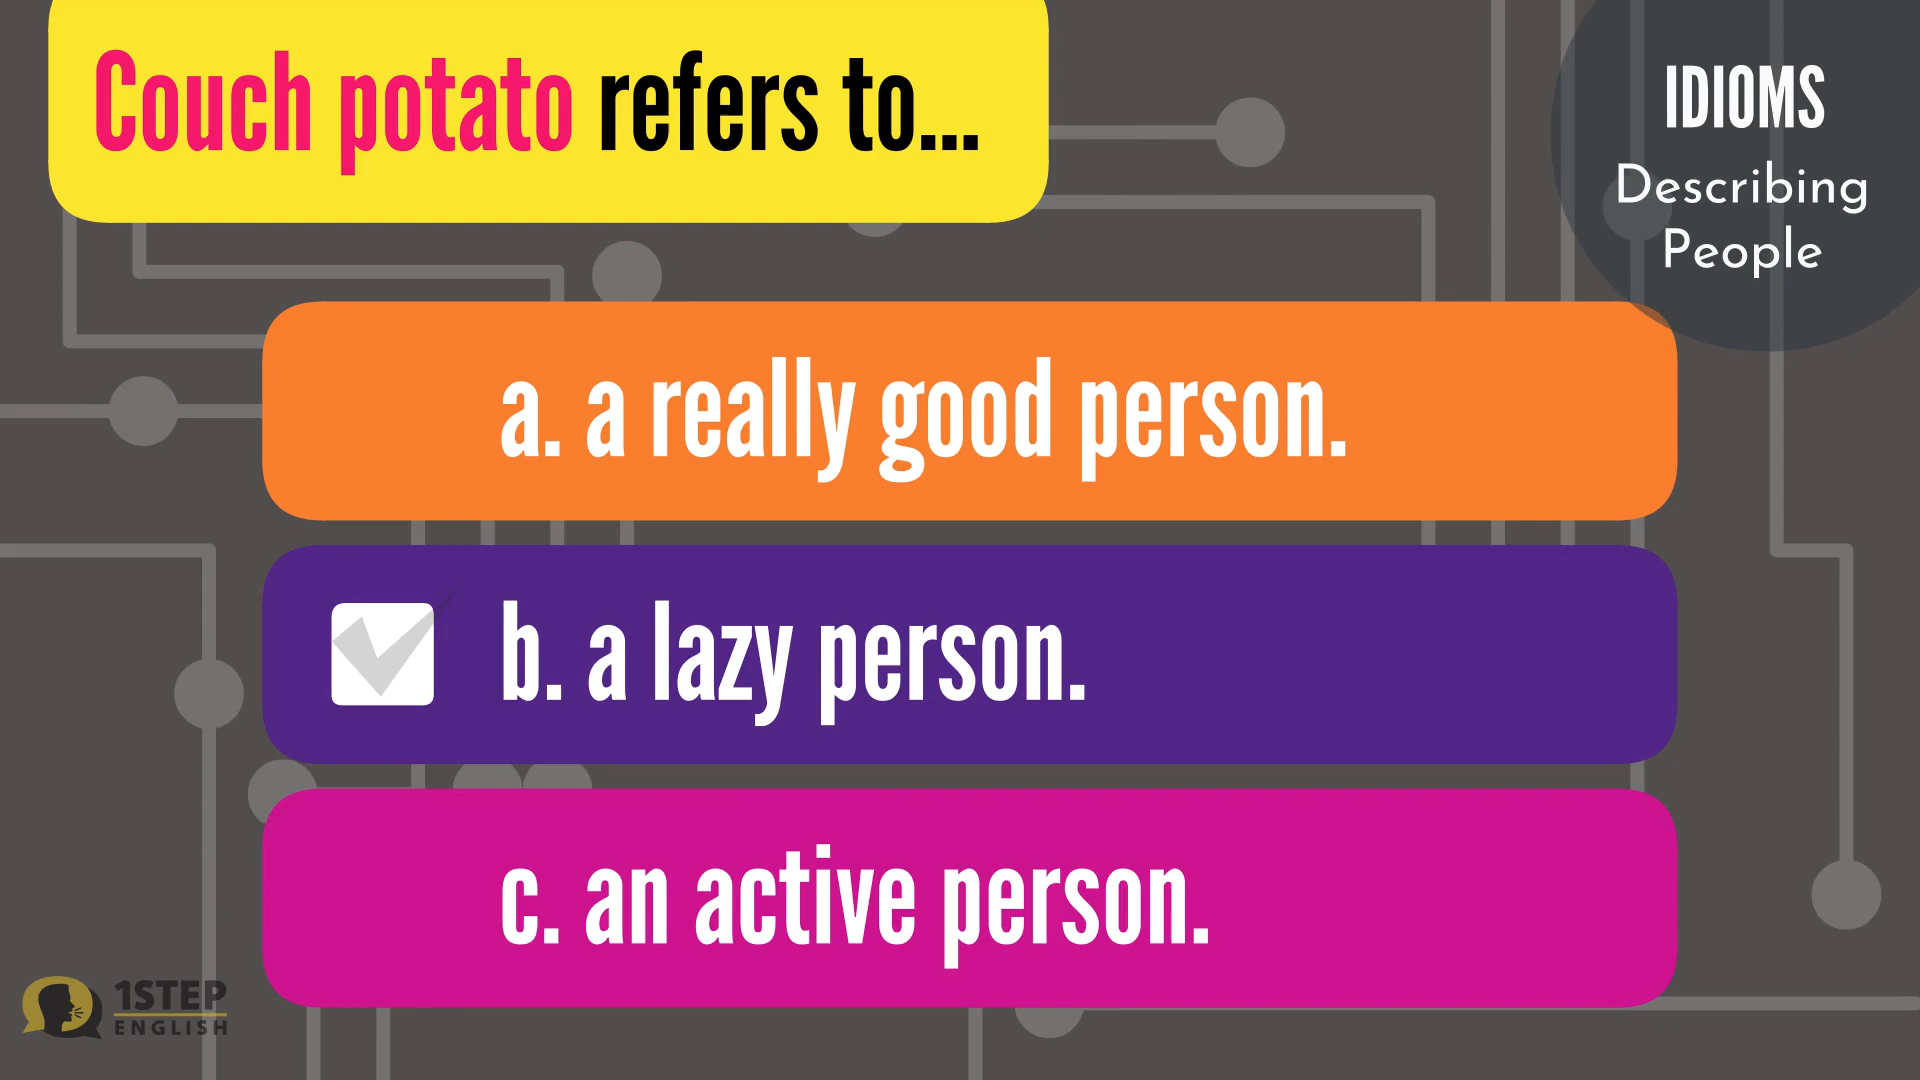 Couch potato refers to...
IDIOMS
Describing
People
a. a really good person.
b. a lazy person.
c. an active person.
1STEP
ENGLISH